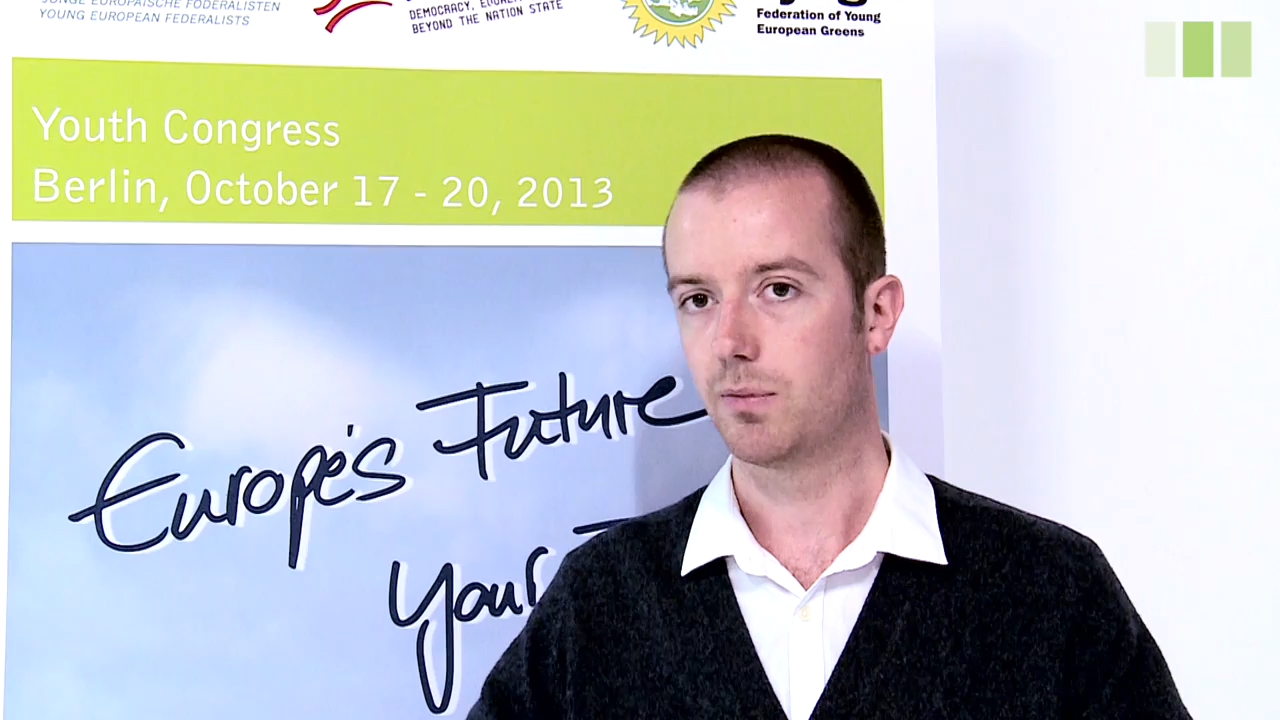 JUNGE EUROPÄISCHE FÖDERALISTEN
YOUNG EUROPEAN FEDERALISTS
DEMOCRACY,
BEYOND THE NATION STATE
Federation of Young
European Greens
Youth Congress
Berlin, October 17 - 20, 2013
Europe's Future
Your